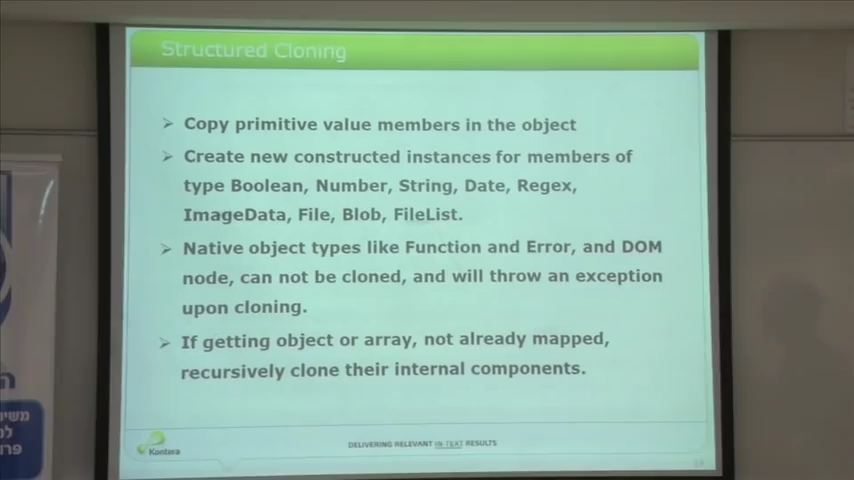 Structured Cloning
➢ Copy primitive value members in the object
➢ Create new constructed instances for members of
type Boolean, Number, String, Date, Regex,
ImageData, File, Blob, FileList.
➢ Native object types like Function and Error, and DOM
node, can not be cloned, and will throw an exception
upon cloning.
➢ If getting object or array, not already mapped,
recursively clone their internal components.
Kontera
DELIVERING RELEVANT IN-TEXT RESULTS